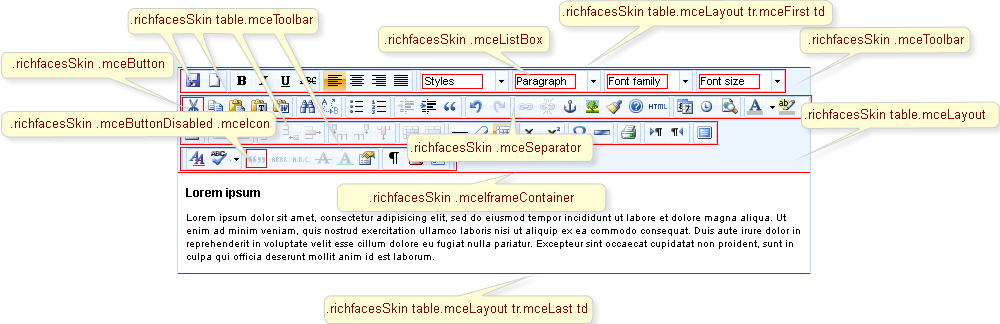 .richfacesSkin table.mceToolbar
.richfacesSkin table.mceLayout tr.mceFirst td
.richfacesSkin .mceListBox
.richfacesSkin .mceToolbar
.richfacesSkin .mceButton
B I U ABC Styles Paragraph Font family Font size
HTML A ab
.richfacesSkin .mceButtonDisabled .mceIcon
.richfacesSkin table.mceLayout
.richfacesSkin .mceSeparator
ABC ABBR A.B.C. A A ¶
.richfacesSkin .mceIframeContainer
Lorem ipsum
Lorem ipsum dolor sit amet, consectetur adipisicing elit, sed do eiusmod tempor incididunt ut labore et dolore magna aliqua. Ut
enim ad minim veniam, quis nostrud exercitation ullamco laboris nisi ut aliquip ex ea commodo consequat. Duis aute irure dolor in
reprehenderit in voluptate velit esse cillum dolore eu fugiat nulla pariatur. Excepteur sint occaecat cupidatat non proident, sunt in
culpa qui officia deserunt mollit anim id est laborum.
.richfacesSkin table.mceLayout tr.mceLast td